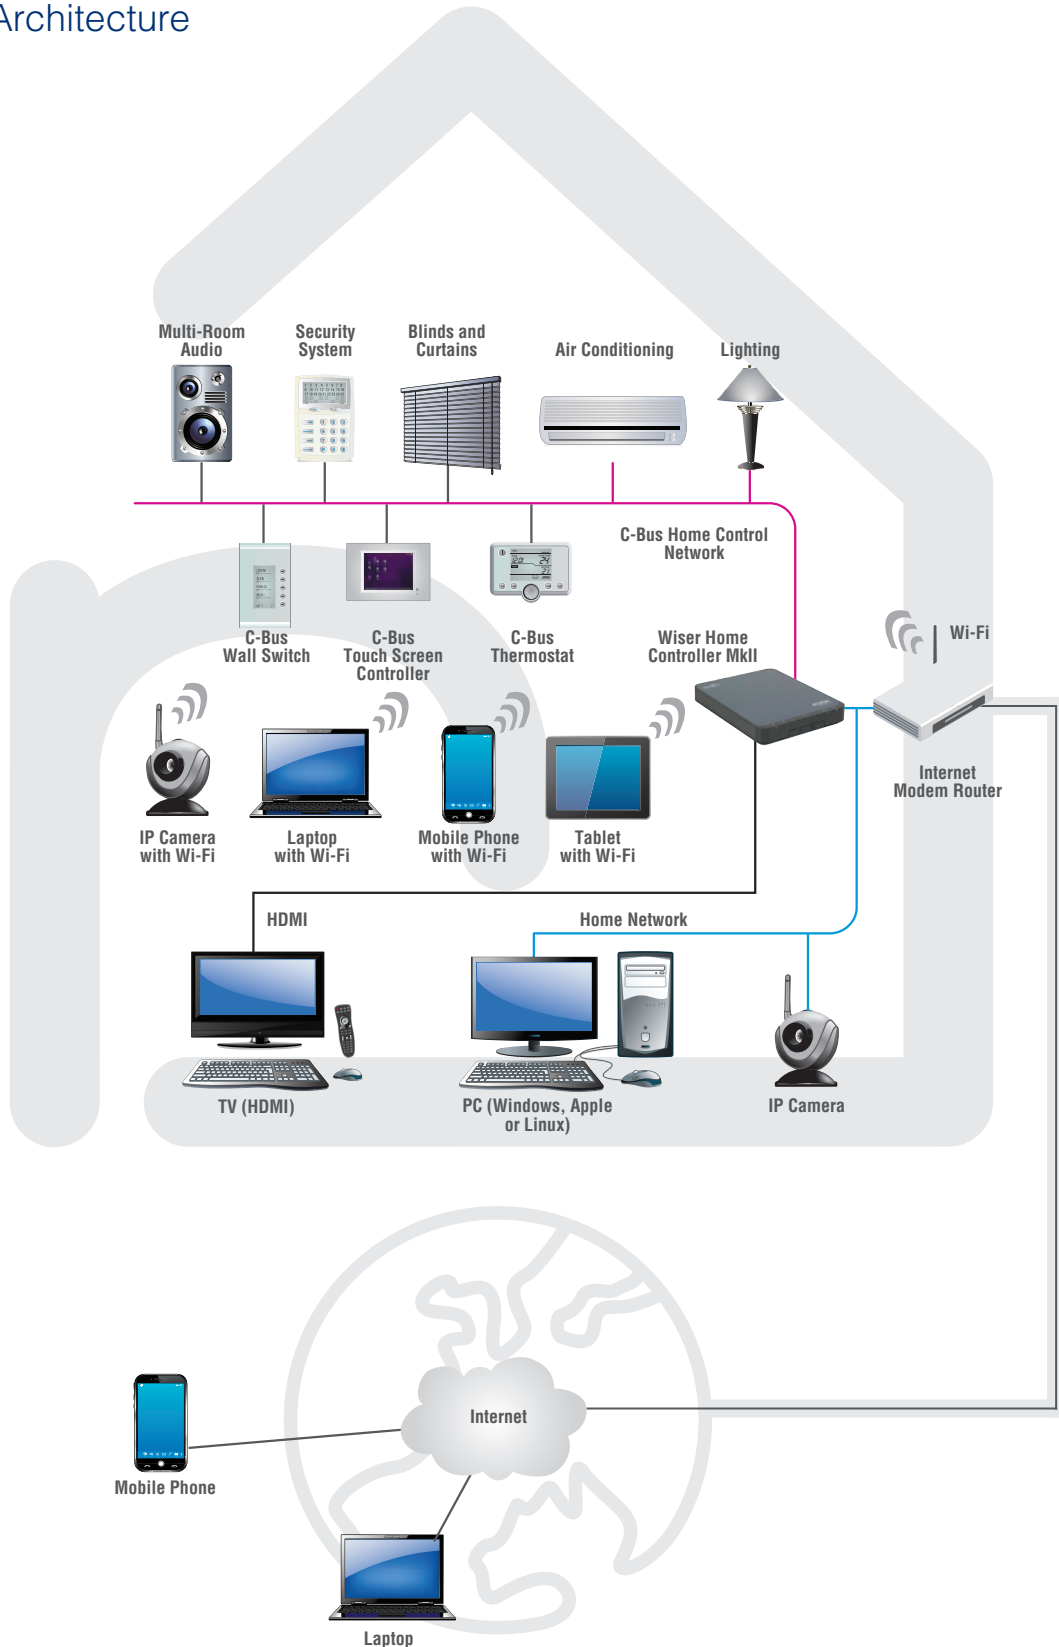 Architecture
Multi-Room
Audio
Security
System
Blinds and
Curtains
Air Conditioning
Lighting
C-Bus Home Control
Network
C-Bus
Wall Switch
C-Bus
Touch Screen
Controller
C-Bus
Thermostat
Wiser Home
Controller MkII
Wi-Fi
Internet
Modem Router
IP Camera
with Wi-Fi
Laptop
with Wi-Fi
Mobile Phone
with Wi-Fi
Tablet
with Wi-Fi
HDMI
Home Network
TV (HDMI)
PC (Windows, Apple
or Linux)
IP Camera
Internet
Mobile Phone
Laptop